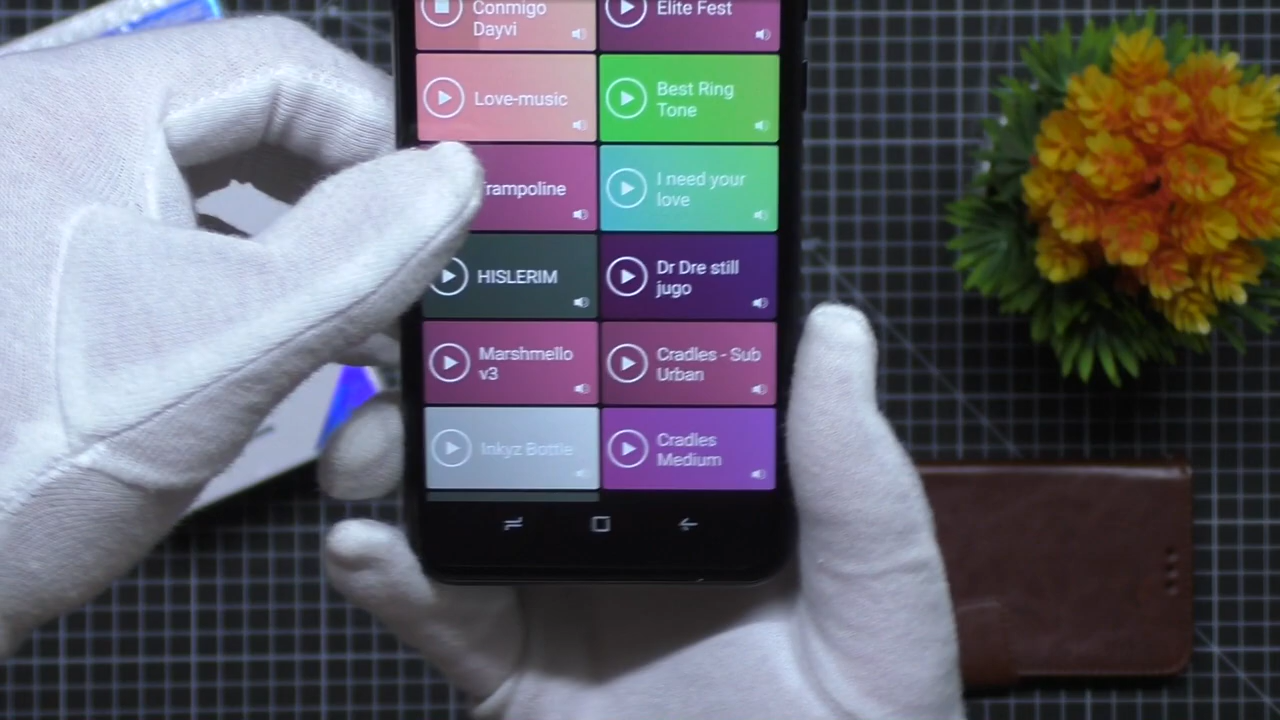 Conmigo
Dayvi
Elite Fest
Love-music
Best Ring
Tone
Trampoline
I need your
love
HISLERIM
Dr Dre still
jugo
Marshmello
v3
Cradles - Sub
Urban
Inkyz Bottle
Cradles
Medium